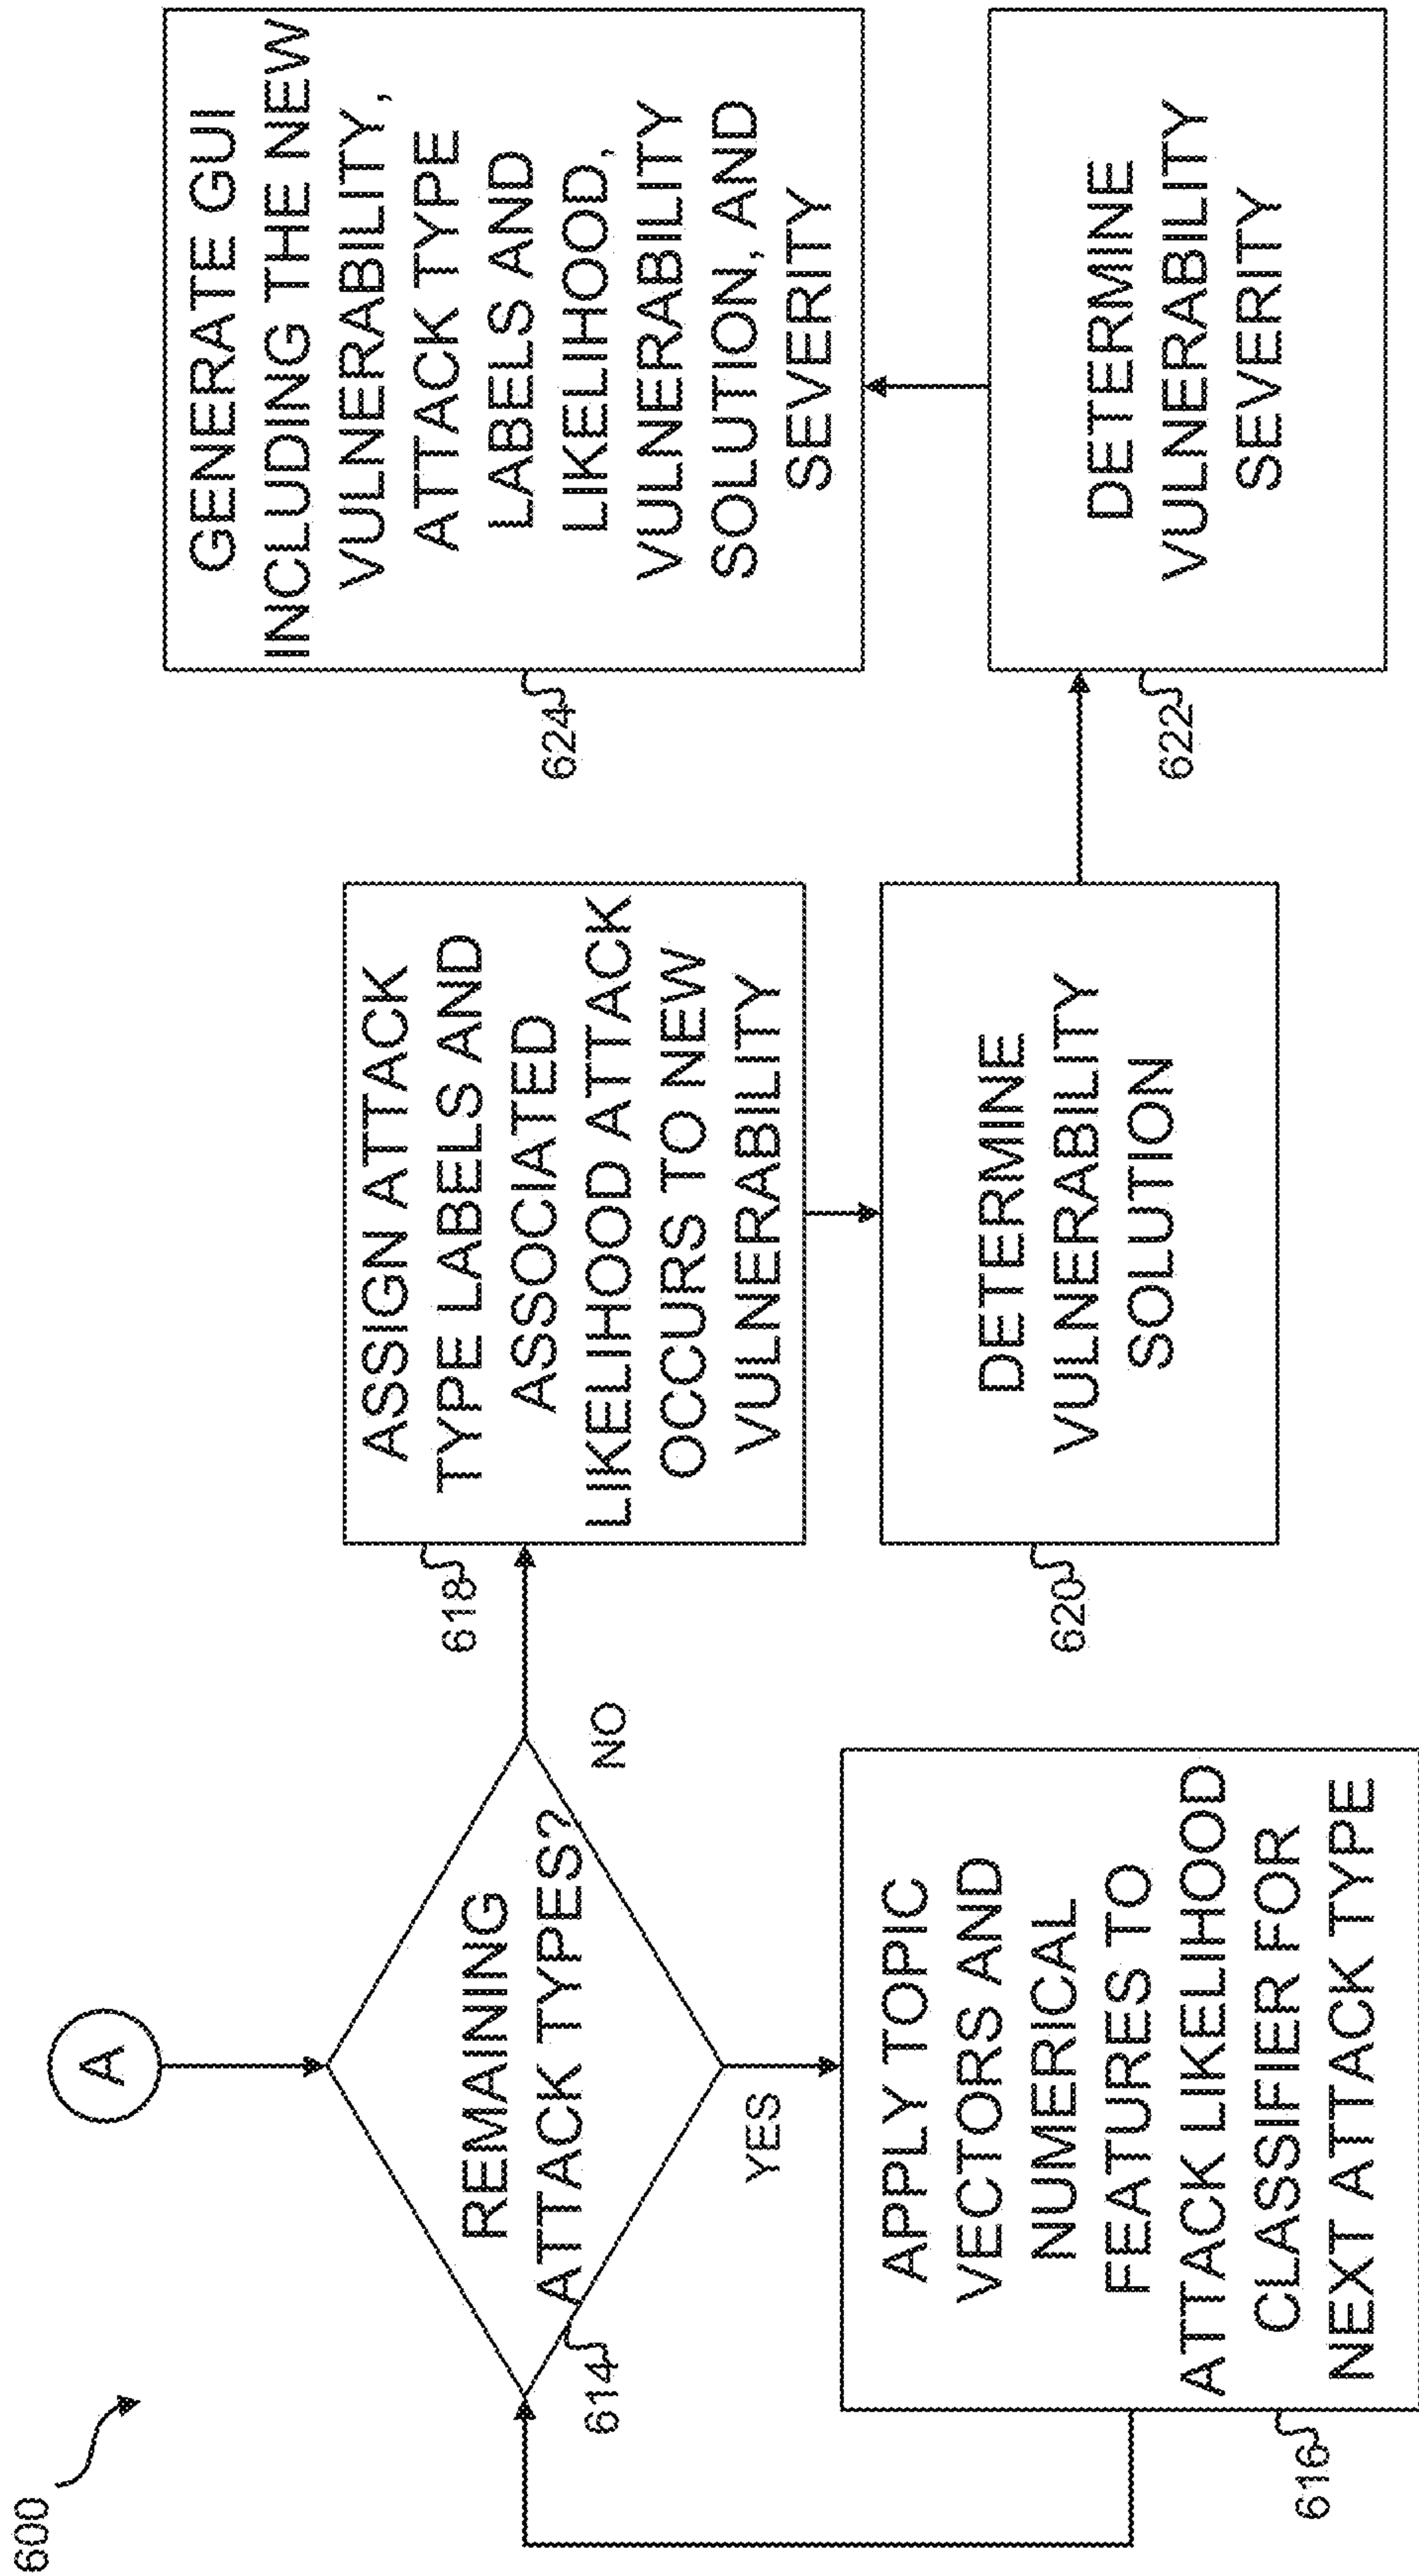 600
A
REMAINING
ATTACK TYPES?
614
YES
NO
APPLY TOPIC
VECTORS AND
NUMERICAL
FEATURES TO
ATTACK LIKELIHOOD
CLASSIFIER FOR
NEXT ATTACK TYPE
616
ASSIGN ATTACK
TYPE LABELS AND
ASSOCIATED
LIKELIHOOD ATTACK
OCCURS TO NEW
VULNERABILITY
618
DETERMINE
VULNERABILITY
SOLUTION
620
DETERMINE
VULNERABILITY
SEVERITY
622
GENERATE GUI
INCLUDING THE NEW
VULNERABILITY,
ATTACK TYPE
LABELS AND
LIKELIHOOD,
VULNERABILITY
SOLUTION, AND
SEVERITY
624